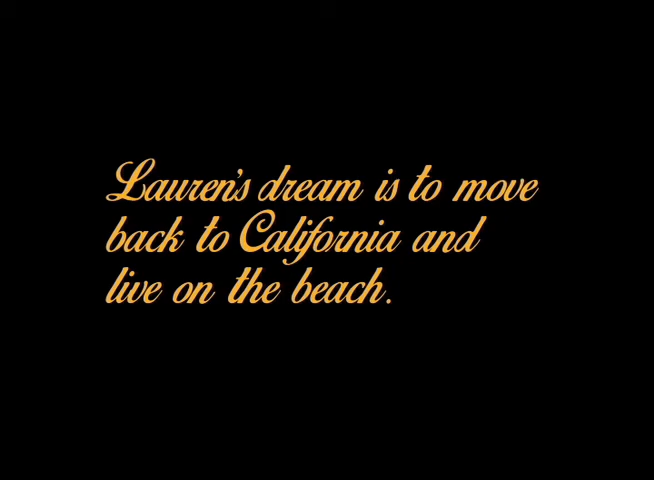 Lauren's dream is to move
back to California and
live on the beach.